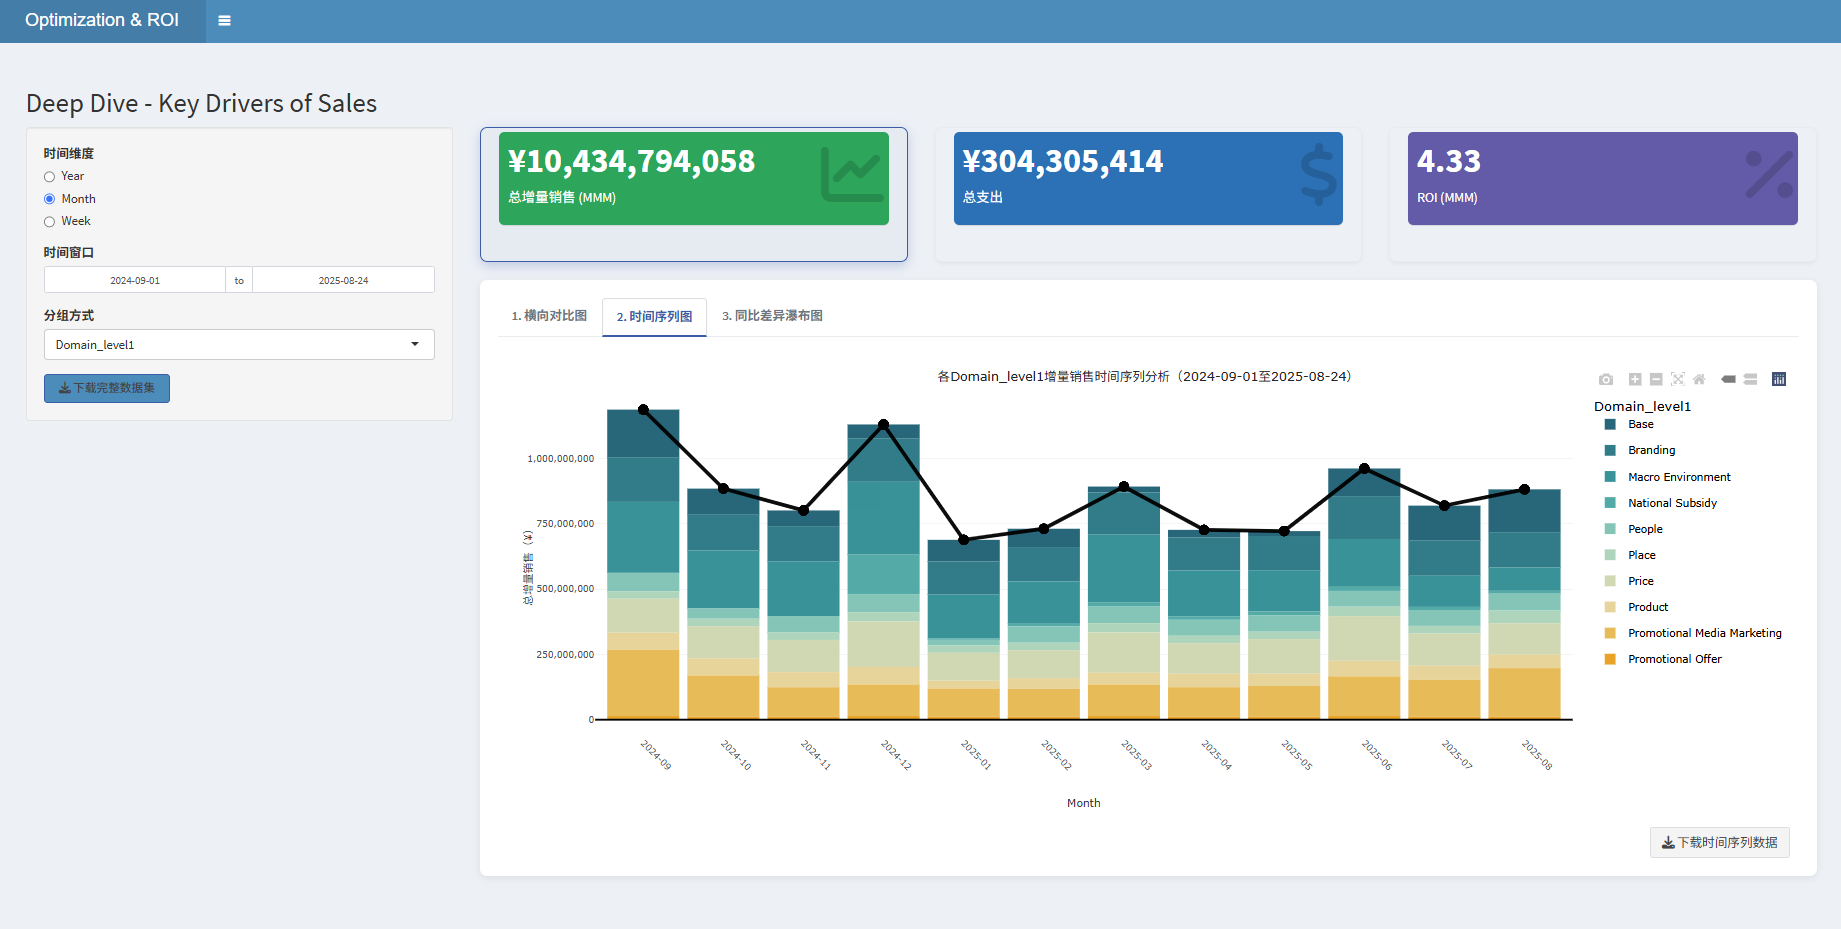 Optimization & ROI
Deep Dive - Key Drivers of Sales
时间维度
Year
Month
Week
时间窗口
2024-09-01 to 2025-08-24
分组方式
Domain_level1
下载完整数据集
¥10,434,794,058
总增量销售 (MMM)
¥304,305,414
总支出
4.33
ROI (MMM)
1. 横向对比图
2. 时间序列图
3. 同比差异瀑布图
各Domain_level1增量销售时间序列分析（2024-09-01至2025-08-24）
总增量销售（¥）
1,000,000,000
750,000,000
500,000,000
250,000,000
0
2024-09
2024-10
2024-11
2024-12
2025-01
2025-02
2025-03
2025-04
2025-05
2025-06
2025-07
2025-08
Month
Domain_level1
Base
Branding
Macro Environment
National Subsidy
People
Place
Price
Product
Promotional Media Marketing
Promotional Offer
下载时间序列数据